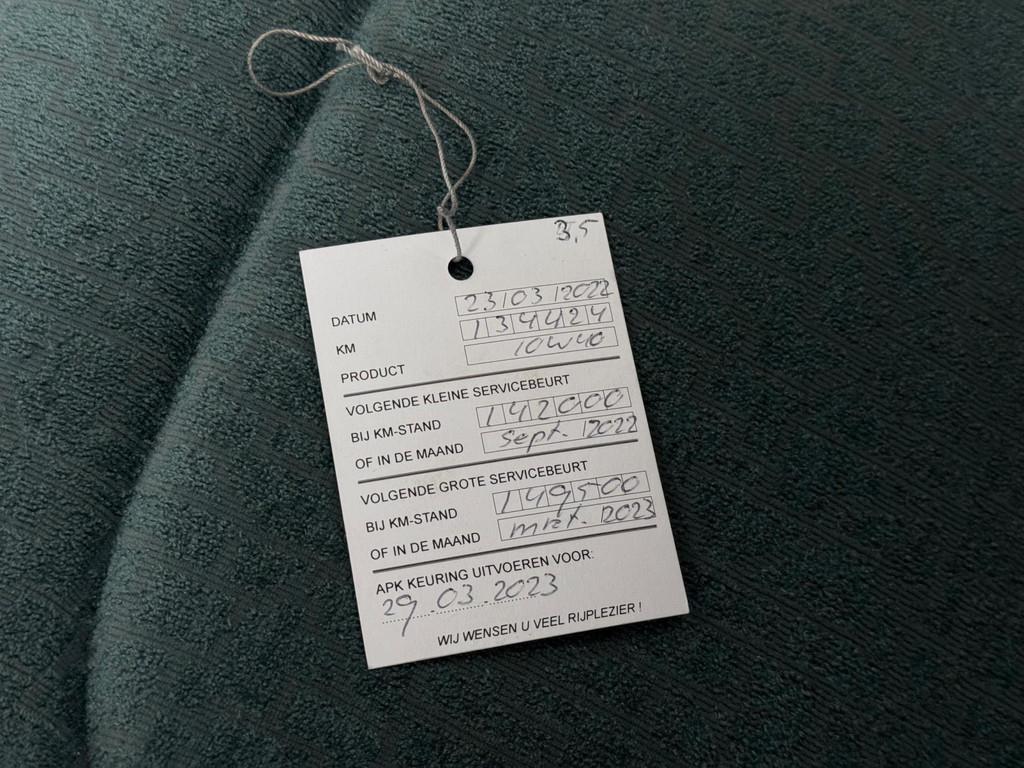 3,5
DATUM 23/03/2022
KM 134424
PRODUCT 10W40
VOLGENDE KLEINE SERVICEBEURT
BIJ KM-STAND 142000
OF IN DE MAAND Sept. 2022
VOLGENDE GROTE SERVICEBEURT
BIJ KM-STAND 149500
OF IN DE MAAND mrt. 2023
APK KEURING UITVOEREN VOOR:
29.03.2023
WIJ WENSEN U VEEL RIJPLEZIER !